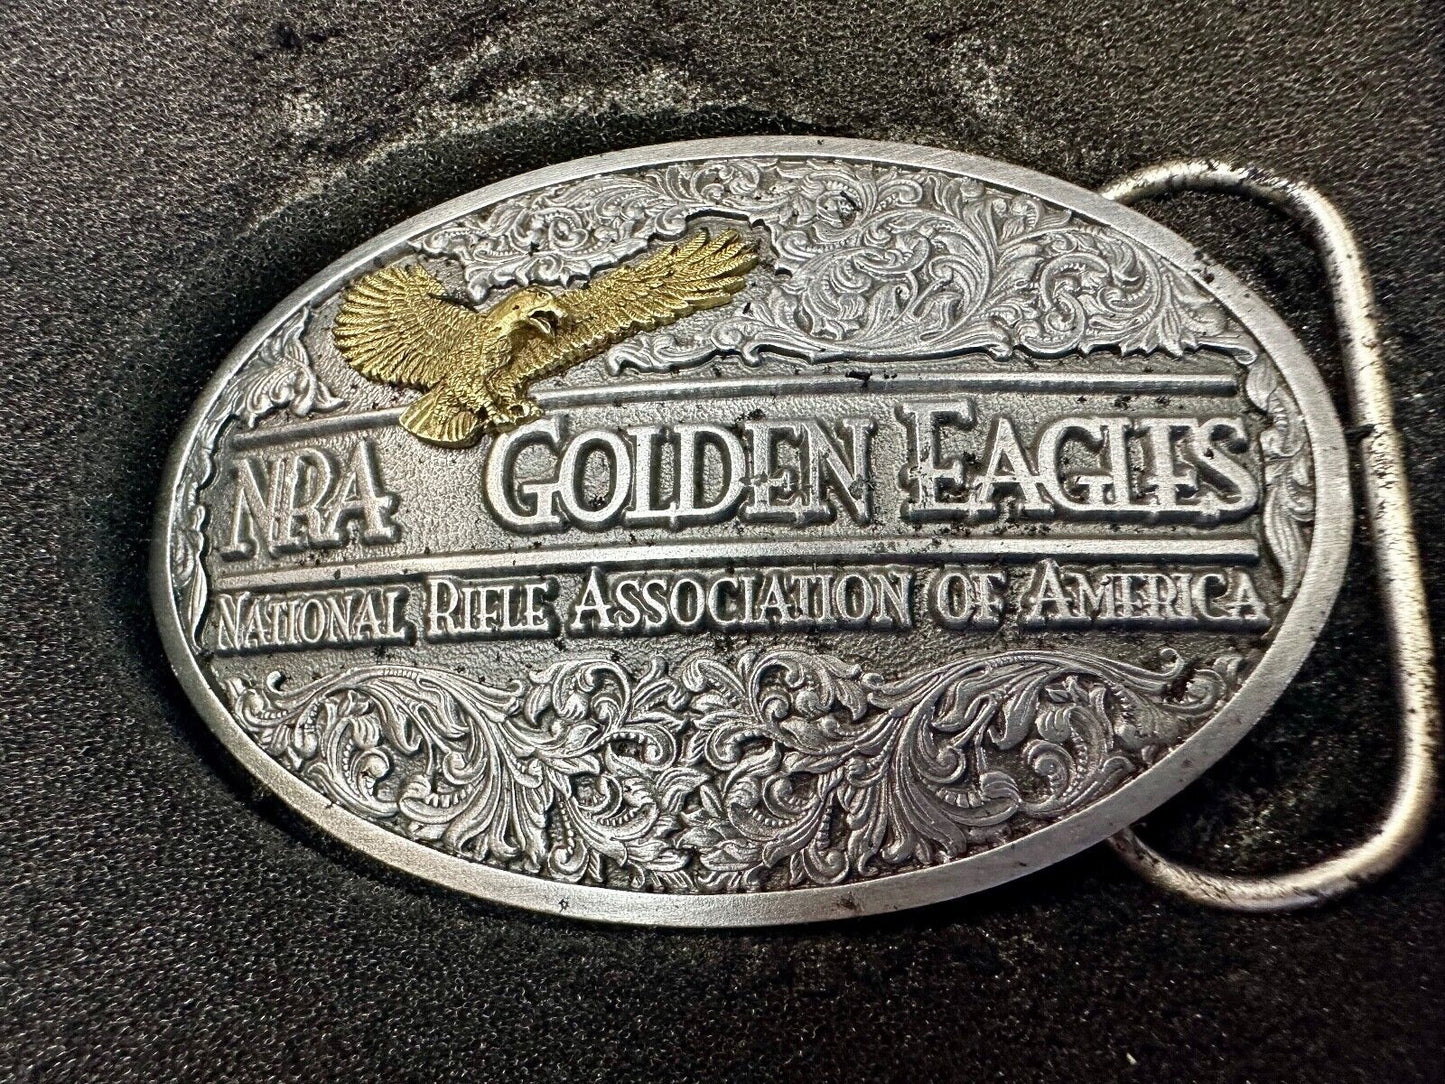 NRA GOLDEN EAGLES
NATIONAL RIFLE ASSOCIATION OF AMERICA